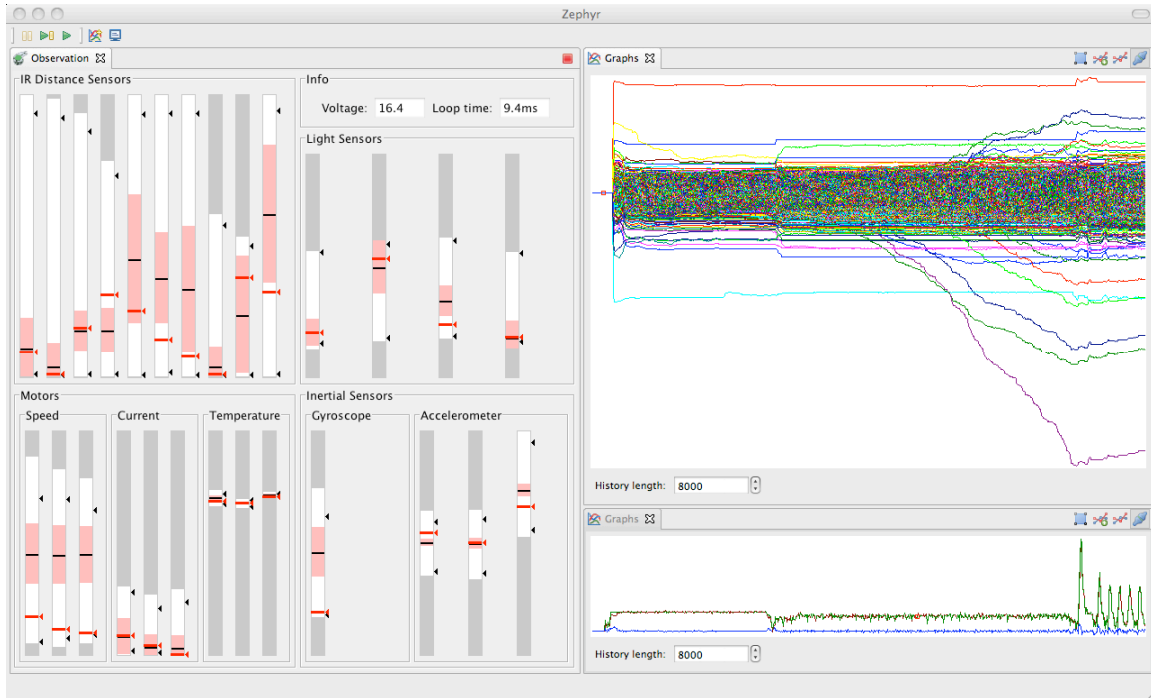 Zephyr
Observation
IR Distance Sensors
Info
Voltage: 16.4 Loop time: 9.4ms
Light Sensors
Motors
Speed
Current
Temperature
Inertial Sensors
Gyroscope
Accelerometer
Graphs
History length: 8000
Graphs
History length: 8000